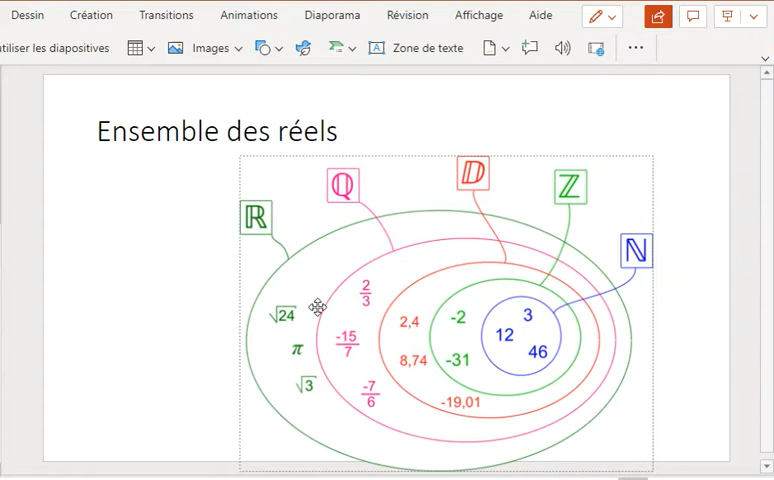 Dessin Création Transitions Animations Diaporama Révision Affichage Aide
utiliser les diapositives Images Zone de texte
Ensemble des réels
ℝ ℚ 𝔻 ℤ ℕ
√24
π
√3
2/3
-15/7
-7/6
2,4
8,74
-19,01
-2
-31
3
12
46